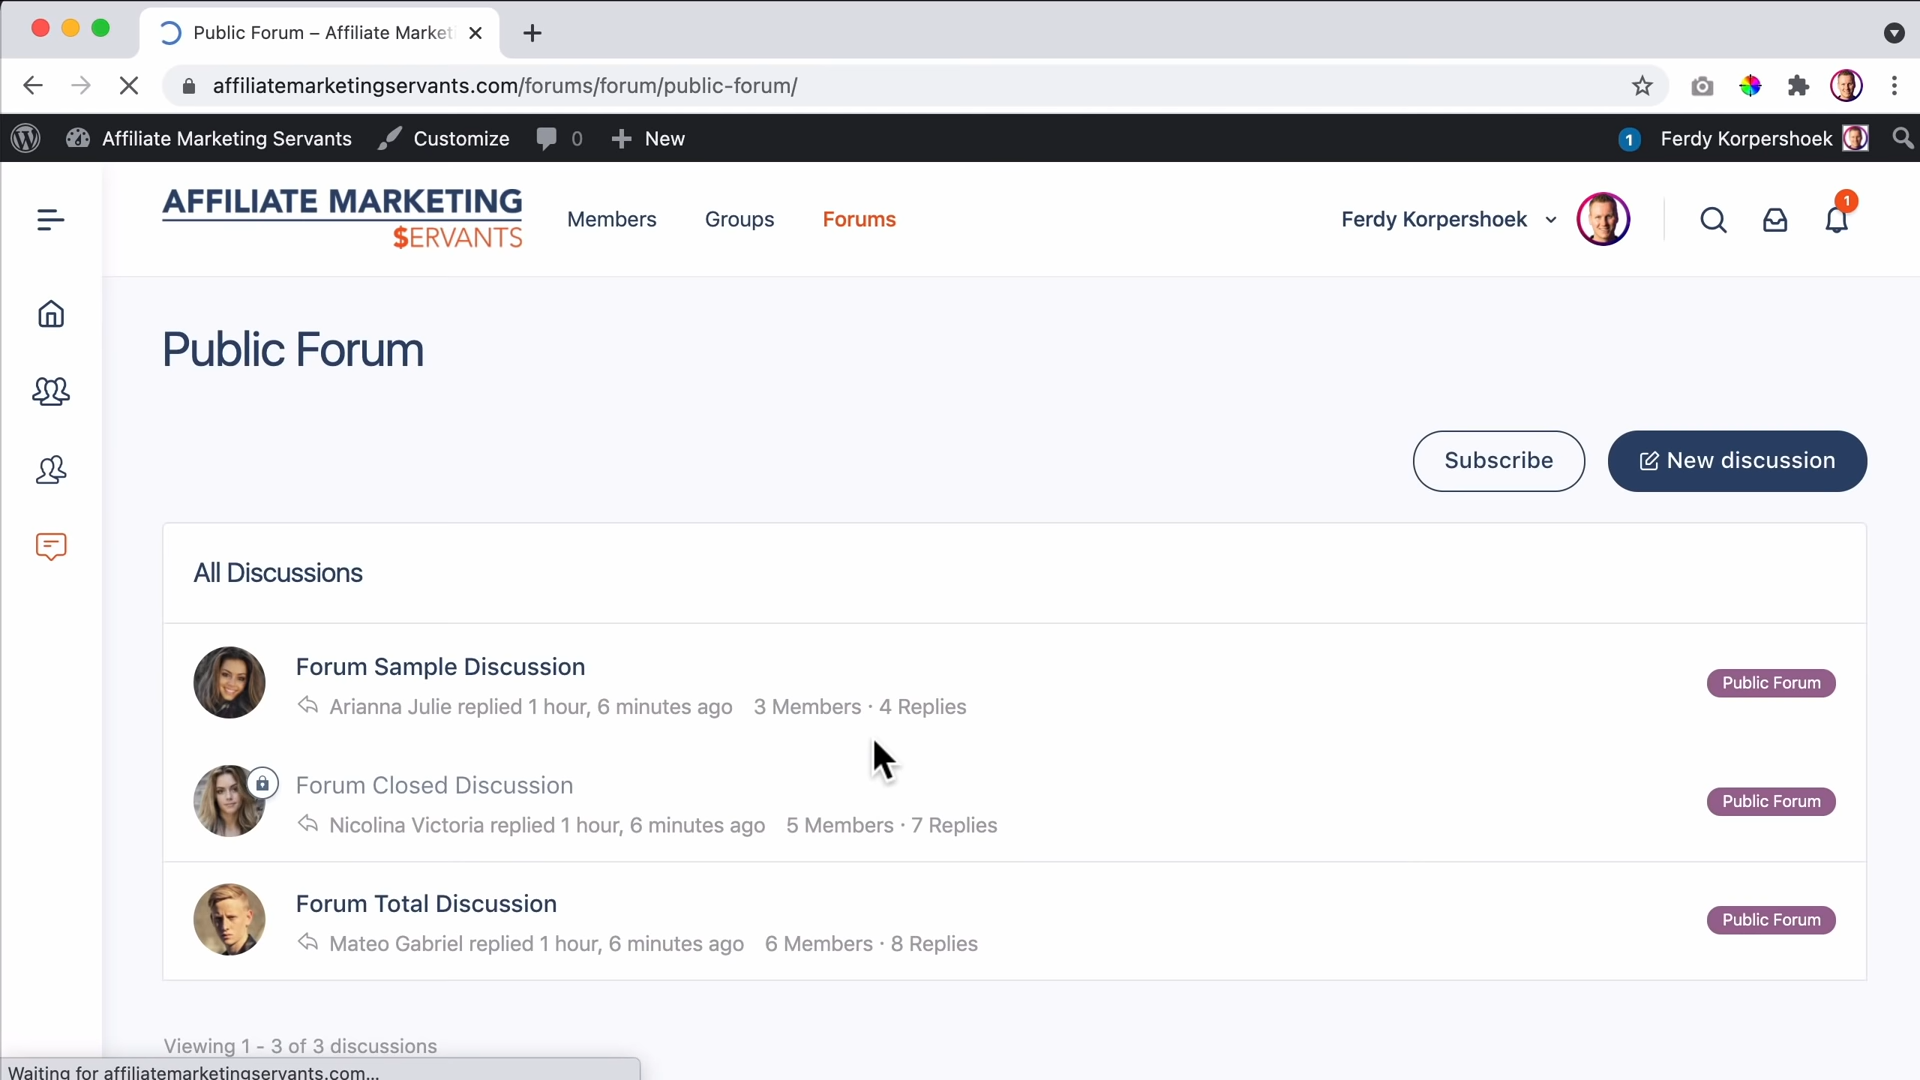 Public Forum – Affiliate Market
affiliatemarketingservants.com/forums/forum/public-forum/
Affiliate Marketing Servants Customize 0 New 1 Ferdy Korpershoek
AFFILIATE MARKETING
$ERVANTS
Members Groups Forums Ferdy Korpershoek 1
Public Forum
Subscribe New discussion
All Discussions
Forum Sample Discussion
Arianna Julie replied 1 hour, 6 minutes ago 3 Members · 4 Replies
Public Forum
Forum Closed Discussion
Nicolina Victoria replied 1 hour, 6 minutes ago 5 Members · 7 Replies
Public Forum
Forum Total Discussion
Mateo Gabriel replied 1 hour, 6 minutes ago 6 Members · 8 Replies
Public Forum
Viewing 1 - 3 of 3 discussions
Waiting for affiliatemarketingservants.com...